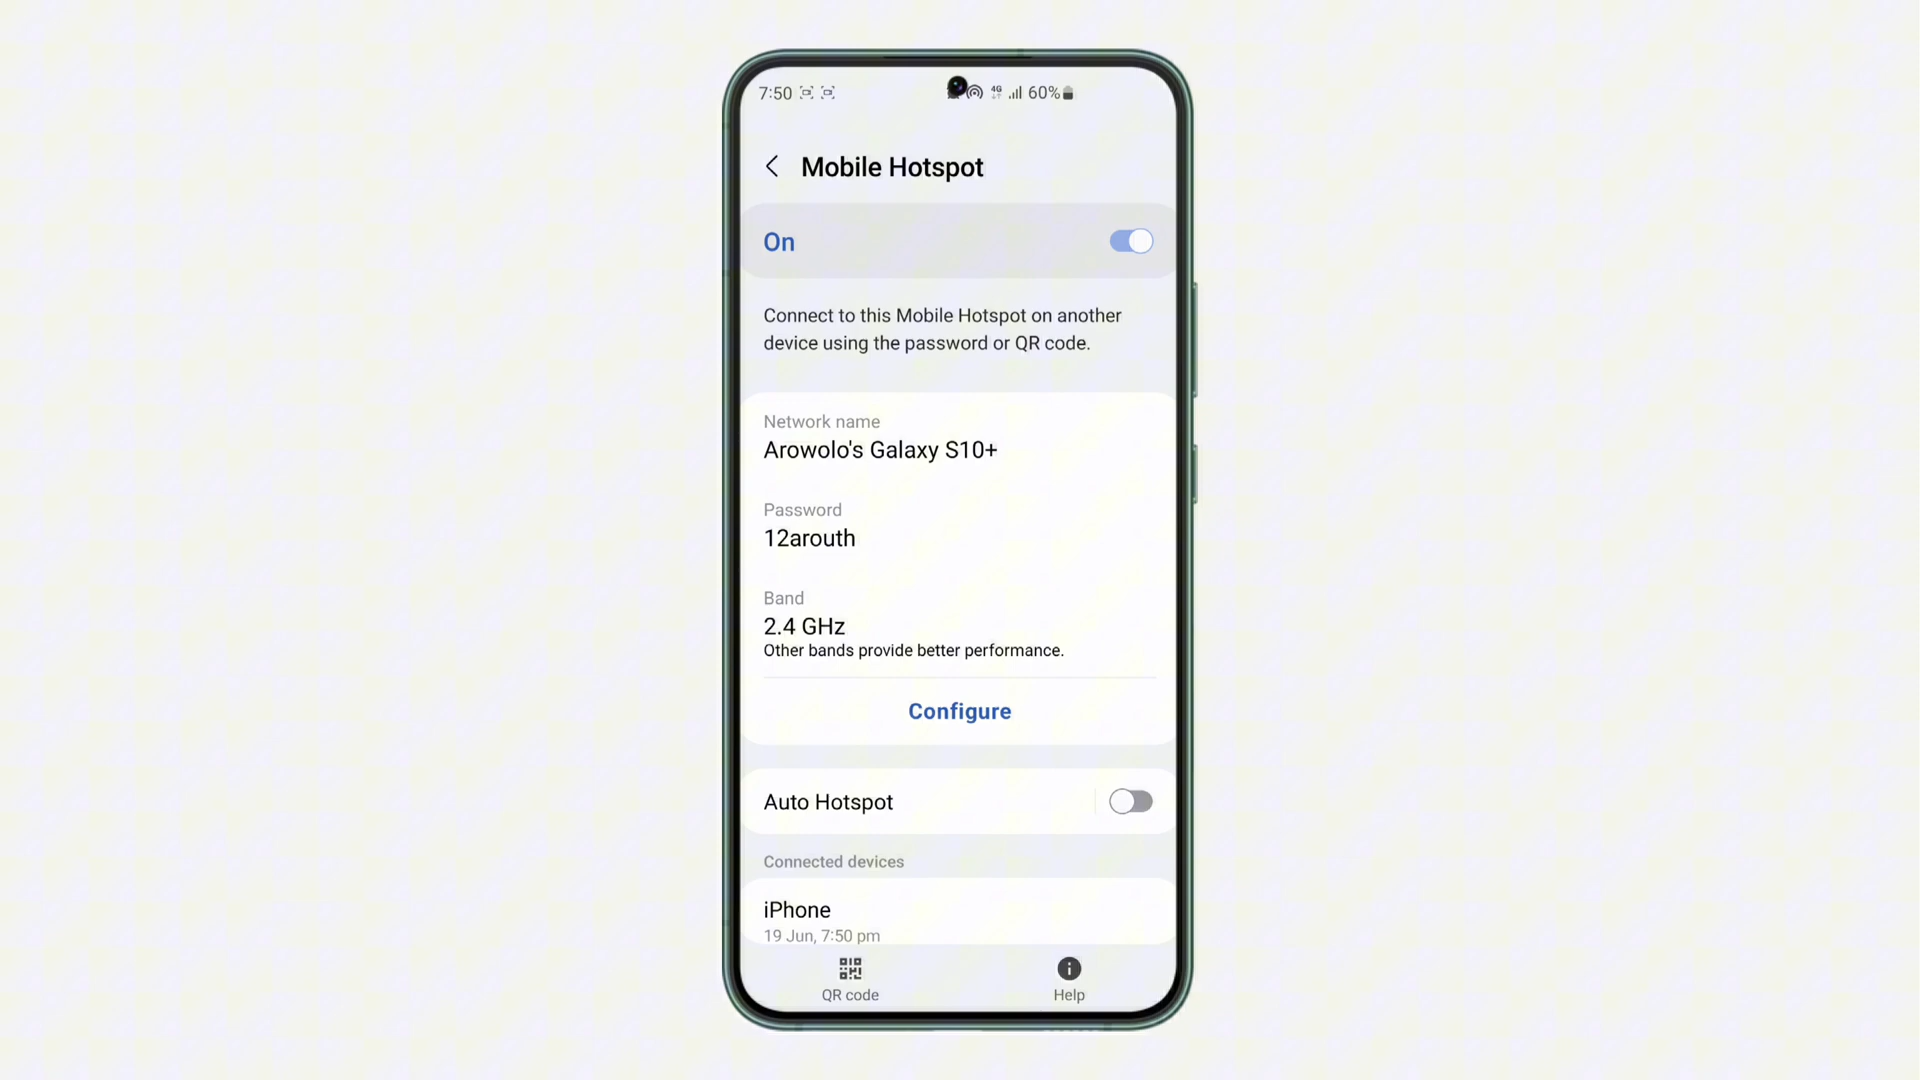 7:50 4G 60%
Mobile Hotspot
On
Connect to this Mobile Hotspot on another
device using the password or QR code.
Network name
Arowolo's Galaxy S10+
Password
12arouth
Band
2.4 GHz
Other bands provide better performance.
Configure
Auto Hotspot
Connected devices
iPhone
19 Jun, 7:50 pm
QR code Help